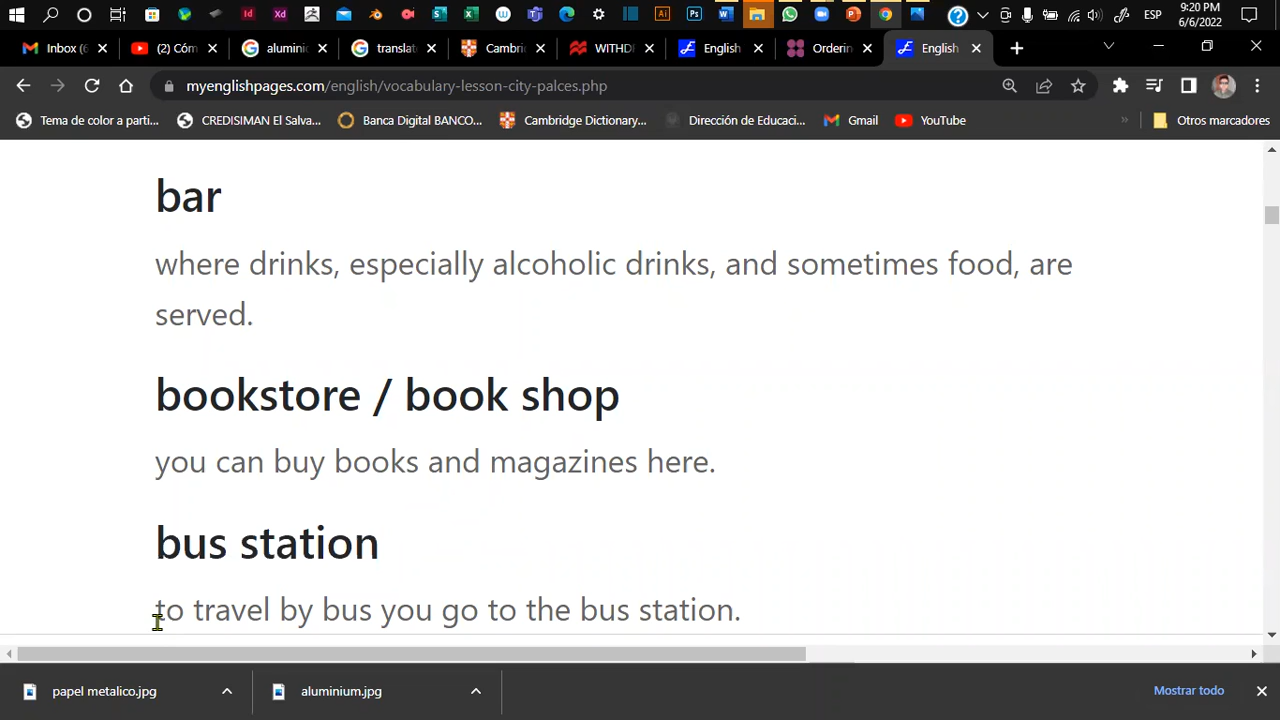 9:20 PM
ESP
6/6/2022
Inbox (6
(2) Cóm
aluminio
translat
Cambri
WITHDI
English
Orderin
English
myenglishpages.com/english/vocabulary-lesson-city-palces.php
Tema de color a parti...
CREDISIMAN El Salva...
Banca Digital BANCO...
Cambridge Dictionary...
Dirección de Educaci...
Gmail
YouTube
»
Otros marcadores
bar
where drinks, especially alcoholic drinks, and sometimes food, are
served.
bookstore / book shop
you can buy books and magazines here.
bus station
to travel by bus you go to the bus station.
papel metalico.jpg
aluminium.jpg
Mostrar todo